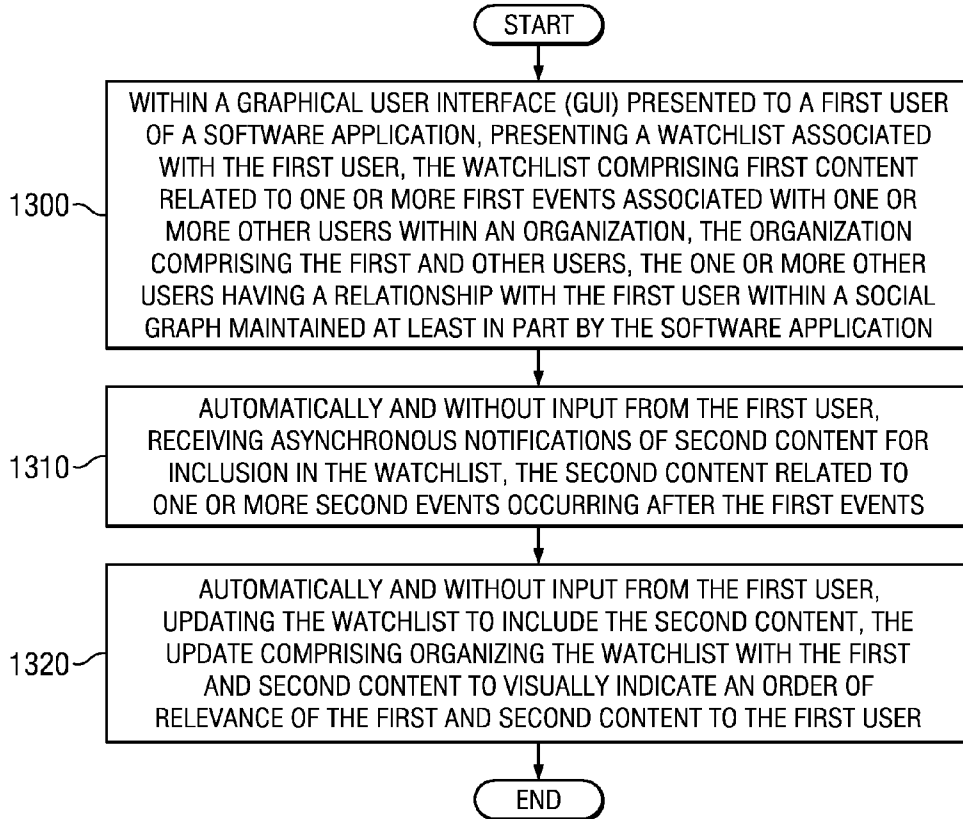 START
WITHIN A GRAPHICAL USER INTERFACE (GUI) PRESENTED TO A FIRST USER
OF A SOFTWARE APPLICATION, PRESENTING A WATCHLIST ASSOCIATED
WITH THE FIRST USER, THE WATCHLIST COMPRISING FIRST CONTENT
RELATED TO ONE OR MORE FIRST EVENTS ASSOCIATED WITH ONE OR
MORE OTHER USERS WITHIN AN ORGANIZATION, THE ORGANIZATION
COMPRISING THE FIRST AND OTHER USERS, THE ONE OR MORE OTHER
USERS HAVING A RELATIONSHIP WITH THE FIRST USER WITHIN A SOCIAL
GRAPH MAINTAINED AT LEAST IN PART BY THE SOFTWARE APPLICATION
1300
AUTOMATICALLY AND WITHOUT INPUT FROM THE FIRST USER,
RECEIVING ASYNCHRONOUS NOTIFICATIONS OF SECOND CONTENT FOR
INCLUSION IN THE WATCHLIST, THE SECOND CONTENT RELATED TO
ONE OR MORE SECOND EVENTS OCCURRING AFTER THE FIRST EVENTS
1310
AUTOMATICALLY AND WITHOUT INPUT FROM THE FIRST USER,
UPDATING THE WATCHLIST TO INCLUDE THE SECOND CONTENT, THE
UPDATE COMPRISING ORGANIZING THE WATCHLIST WITH THE FIRST
AND SECOND CONTENT TO VISUALLY INDICATE AN ORDER OF
RELEVANCE OF THE FIRST AND SECOND CONTENT TO THE FIRST USER
1320
END